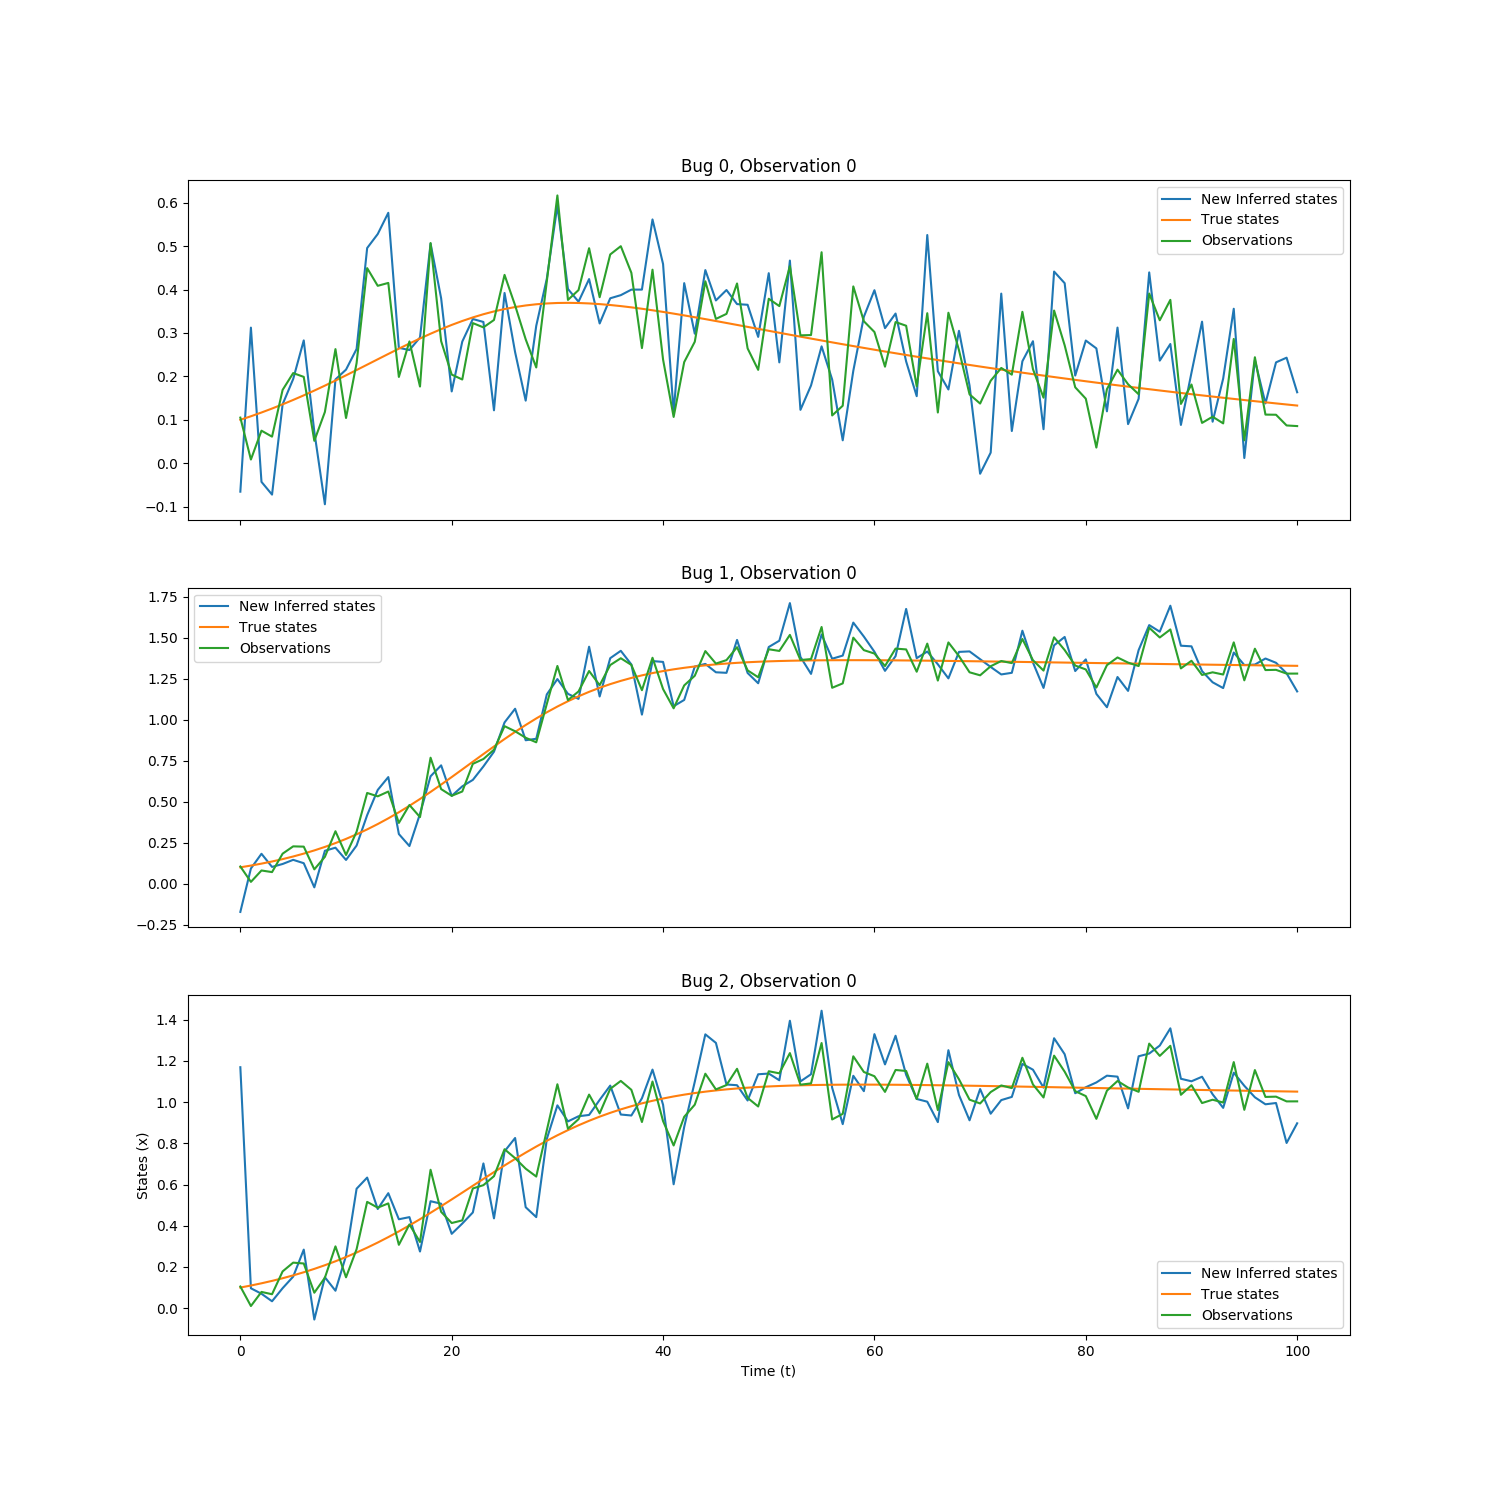 Bug 0, Observation 0
0.6
0.5
0.4
0.3
0.2
0.1
0.0
−0.1
New Inferred states
True states
Observations
Bug 1, Observation 0
1.75
1.50
1.25
1.00
0.75
0.50
0.25
0.00
−0.25
New Inferred states
True states
Observations
Bug 2, Observation 0
1.4
1.2
1.0
0.8
0.6
0.4
0.2
0.0
States (x)
New Inferred states
True states
Observations
0 20 40 60 80 100
Time (t)